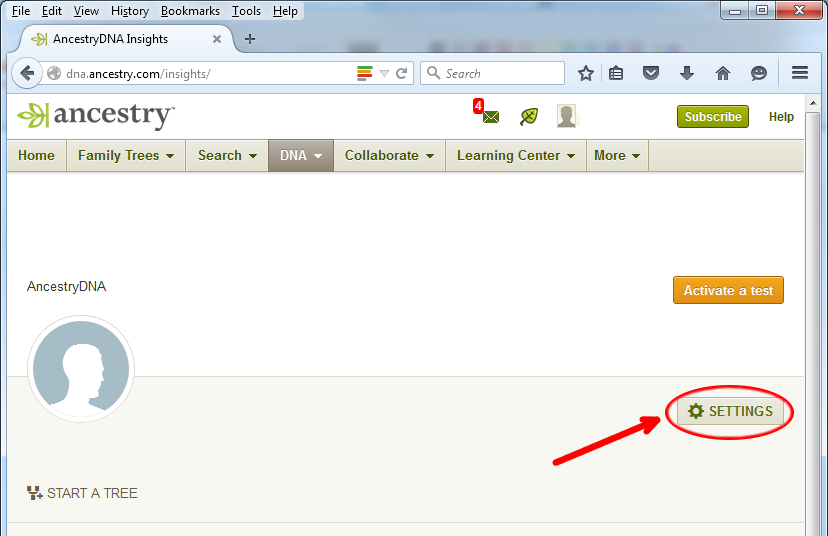 File Edit View History Bookmarks Tools Help
AncestryDNA Insights
dna.ancestry.com/insights/ Search
ancestry™ 4 Subscribe Help
Home Family Trees Search DNA Collaborate Learning Center More
AncestryDNA
Activate a test
SETTINGS
START A TREE